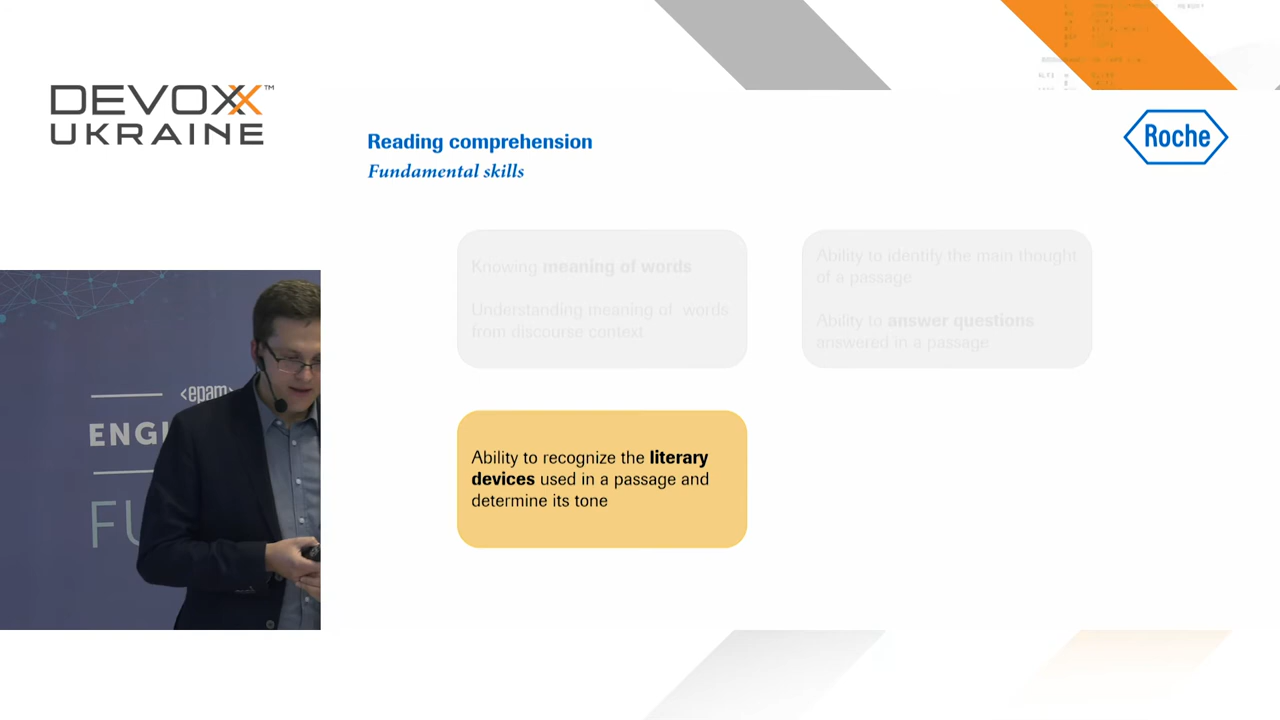 DEVOXX™
UKRAINE
Reading comprehension
Fundamental skills
Roche
Knowing meaning of words
Understanding meaning of words
from discourse context
Ability to identify the main thought
of a passage
Ability to answer questions
answered in a passage
Ability to recognize the literary
devices used in a passage and
determine its tone
<epam>
ENGI
FU